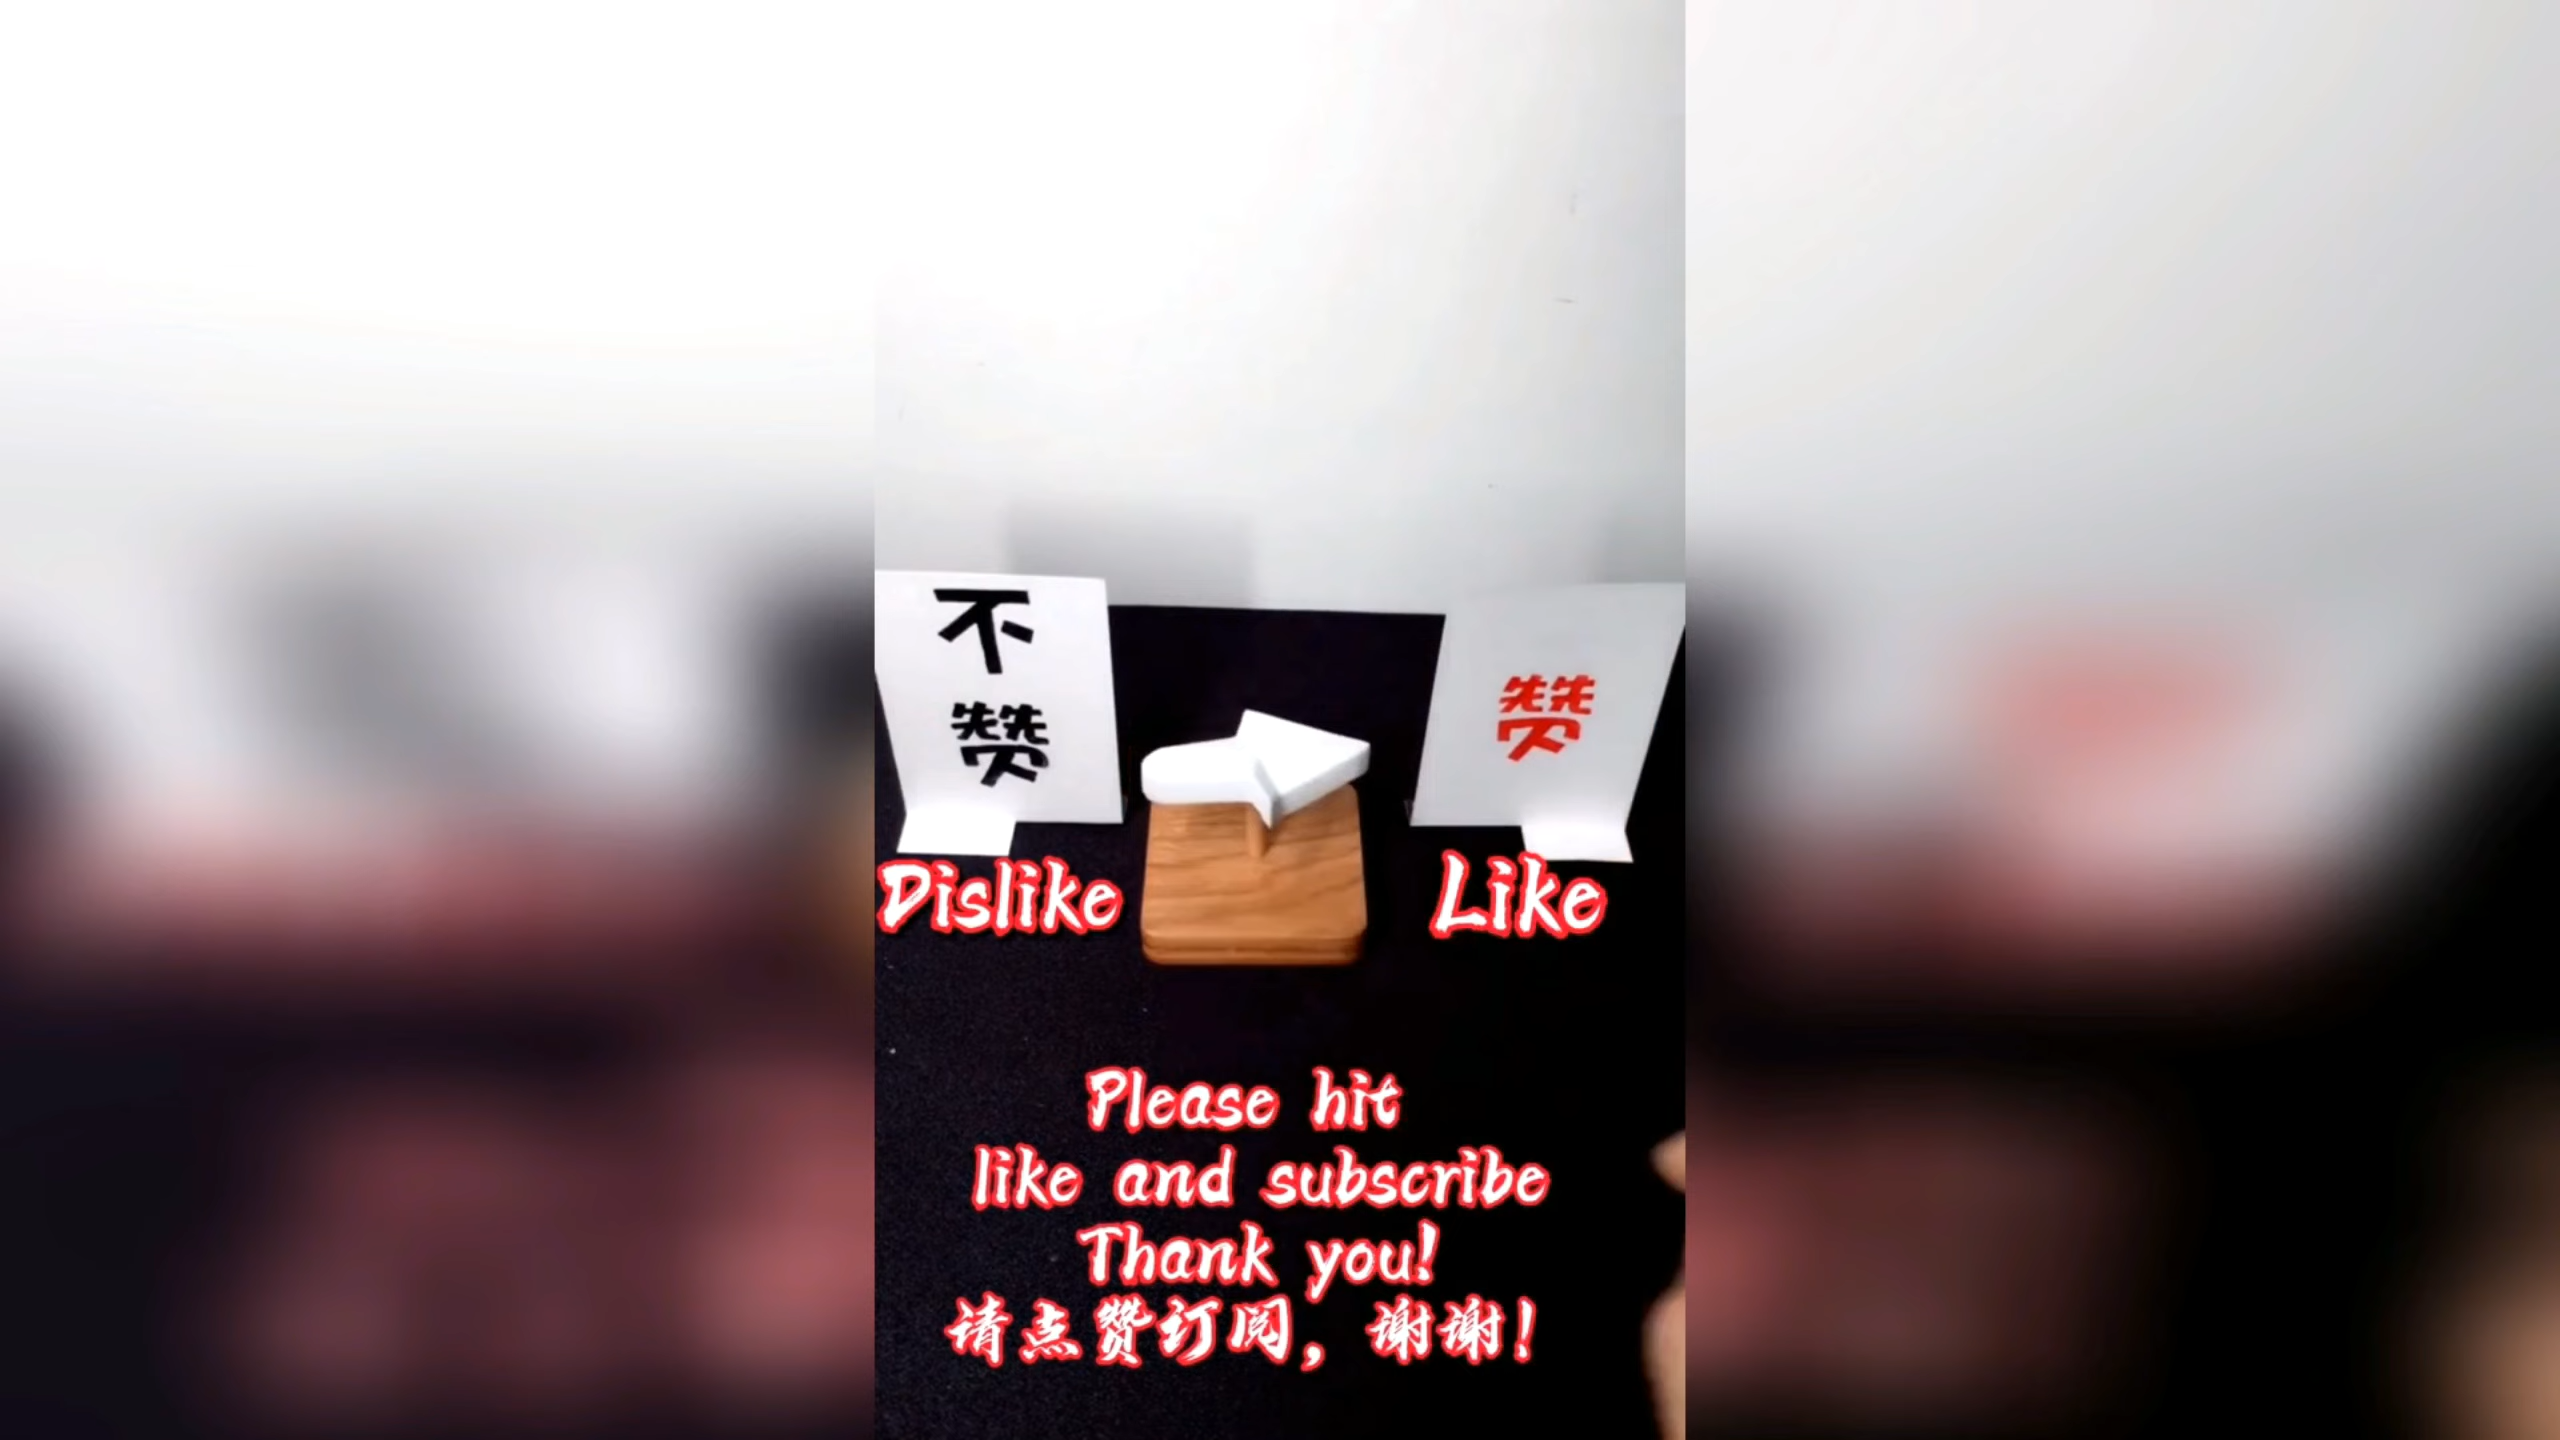 不
赞
赞
Dislike
Like
Please hit
like and subscribe
Thank you!
请点赞订阅，谢谢！